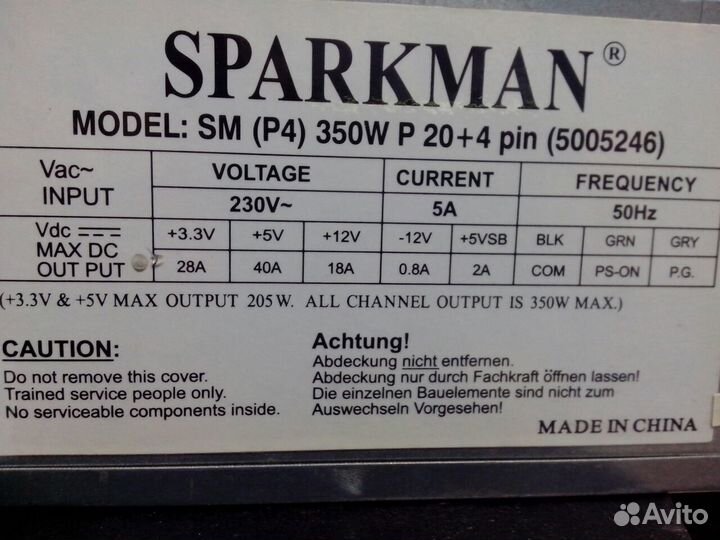 SPARKMAN®
MODEL: SM (P4) 350W P 20+4 pin (5005246)
Vac~ INPUT VOLTAGE CURRENT FREQUENCY
230V~ 5A 50Hz
Vdc ⎓ MAX DC OUT PUT +3.3V +5V +12V -12V +5VSB BLK GRN GRY
28A 40A 18A 0.8A 2A COM PS-ON P.G.
(+3.3V & +5V MAX OUTPUT 205W. ALL CHANNEL OUTPUT IS 350W MAX.)
CAUTION:
Do not remove this cover.
Trained service people only.
No serviceable components inside.
Achtung!
Abdeckung nicht entfernen.
Abdeckung nur durch Fachkraft öffnen lassen!
Die einzelnen Bauelemente sind nicht zum
Auswechseln Vorgesehen!
MADE IN CHINA
Avito